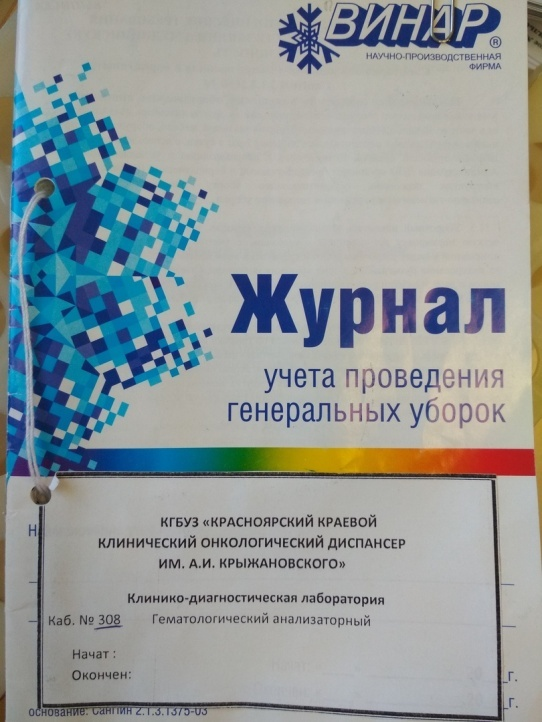 ВИНАР®
НАУЧНО-ПРОИЗВОДСТВЕННАЯ
ФИРМА
Журнал
учета проведения
генеральных уборок
КГБУЗ «КРАСНОЯРСКИЙ КРАЕВОЙ
КЛИНИЧЕСКИЙ ОНКОЛОГИЧЕСКИЙ ДИСПАНСЕР
ИМ. А.И. КРЫЖАНОВСКОГО»
Клинико-диагностическая лаборатория
Каб. № 308 Гематологический анализаторный
Начат :
Окончен:
г.
г.
основание: СанПин 2.1.3.1375-03